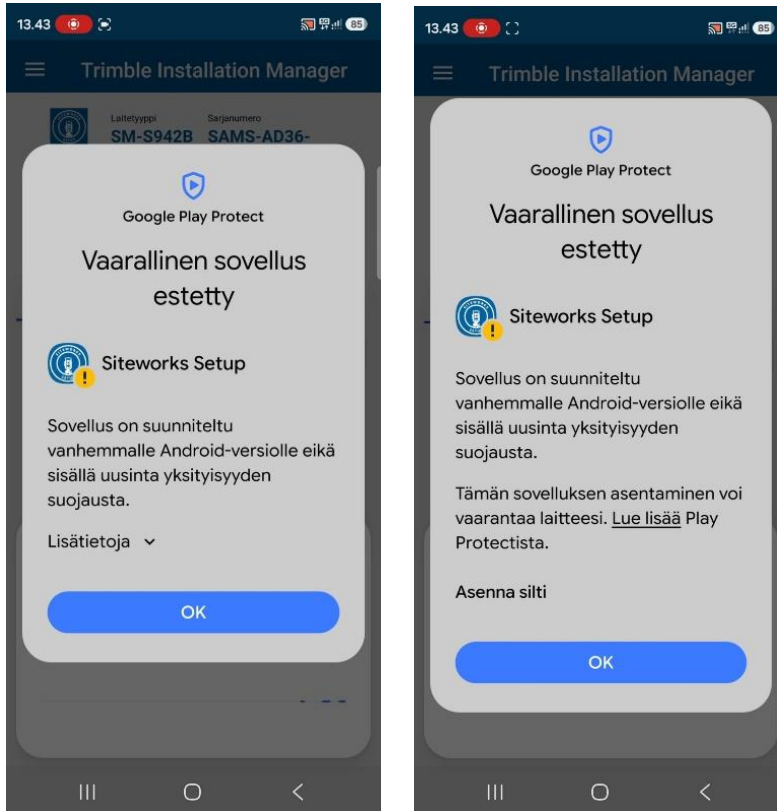 13.43
5G
85
Trimble Installation Manager
Laitetyyppi
Sarjanumero
SM-S942B
SAMS-AD36-
Google Play Protect
Vaarallinen sovellus
estetty
Siteworks Setup
Sovellus on suunniteltu
vanhemmalle Android-versiolle eikä
sisällä uusinta yksityisyyden
suojausta.
Lisätietoja
OK
13.43
5G
85
Trimble Installation Manager
Google Play Protect
Vaarallinen sovellus
estetty
Siteworks Setup
Sovellus on suunniteltu
vanhemmalle Android-versiolle eikä
sisällä uusinta yksityisyyden
suojausta.
Tämän sovelluksen asentaminen voi
vaarantaa laitteesi. Lue lisää Play
Protectista.
Asenna silti
OK